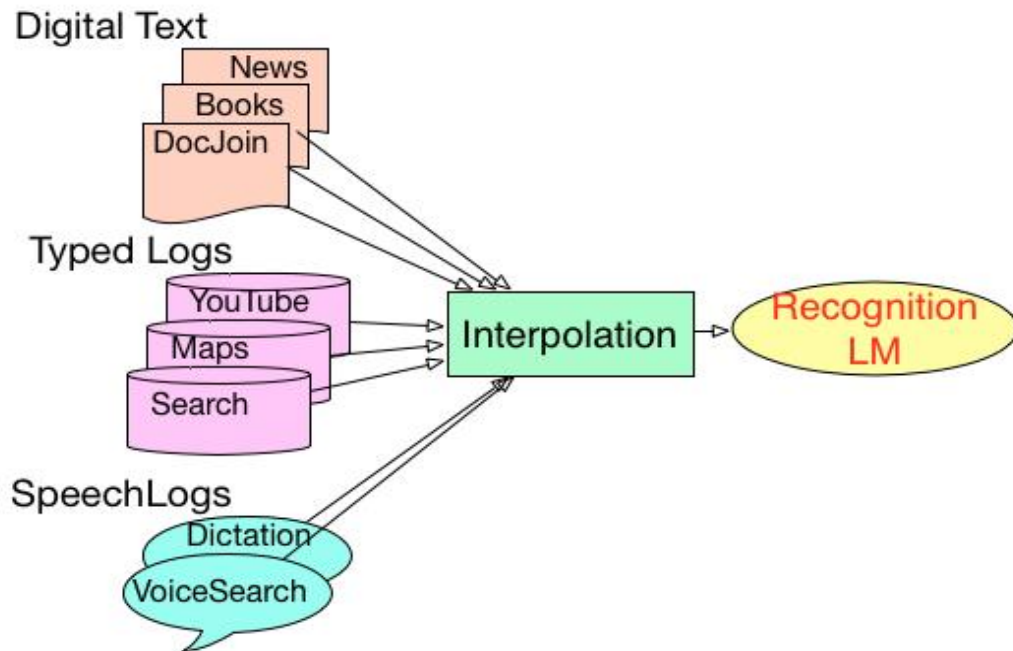 Digital Text
News
Books
DocJoin
Typed Logs
YouTube
Maps
Search
SpeechLogs
Dictation
VoiceSearch
Interpolation
Recognition
LM